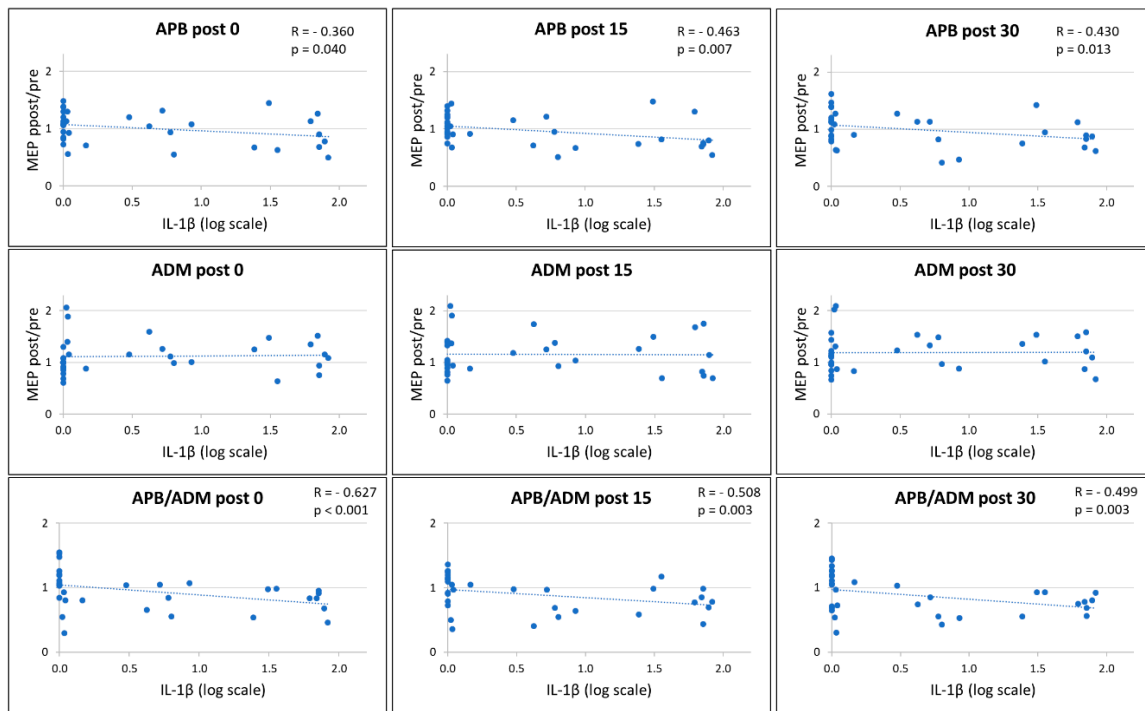 APB post 0
R = - 0.360
p = 0.040
MEP ppost/pre
2
1
0
0.0 0.5 1.0 1.5 2.0
IL-1β (log scale)
APB post 15
R = - 0.463
p = 0.007
MEP post/pre
2
1
0
0.0 0.5 1.0 1.5 2.0
IL-1β (log scale)
APB post 30
R = - 0.430
p = 0.013
MEP post/pre
2
1
0
0.0 0.5 1.0 1.5 2.0
IL-1β (log scale)
ADM post 0
MEP post/pre
2
1
0
0.0 0.5 1.0 1.5 2.0
IL-1β (log scale)
ADM post 15
MEP post/pre
2
1
0
0.0 0.5 1.0 1.5 2.0
IL-1β (log scale)
ADM post 30
MEP post/pre
2
1
0
0.0 0.5 1.0 1.5 2.0
IL-1β (log scale)
APB/ADM post 0
R = - 0.627
p < 0.001
MEP post/pre
2
1
0
0.0 0.5 1.0 1.5 2.0
IL-1β (log scale)
APB/ADM post 15
R = - 0.508
p = 0.003
MEP post/pre
2
1
0
0.0 0.5 1.0 1.5 2.0
IL-1β (log scale)
APB/ADM post 30
R = - 0.499
p = 0.003
MEP post/pre
2
1
0
0.0 0.5 1.0 1.5 2.0
IL-1β (log scale)